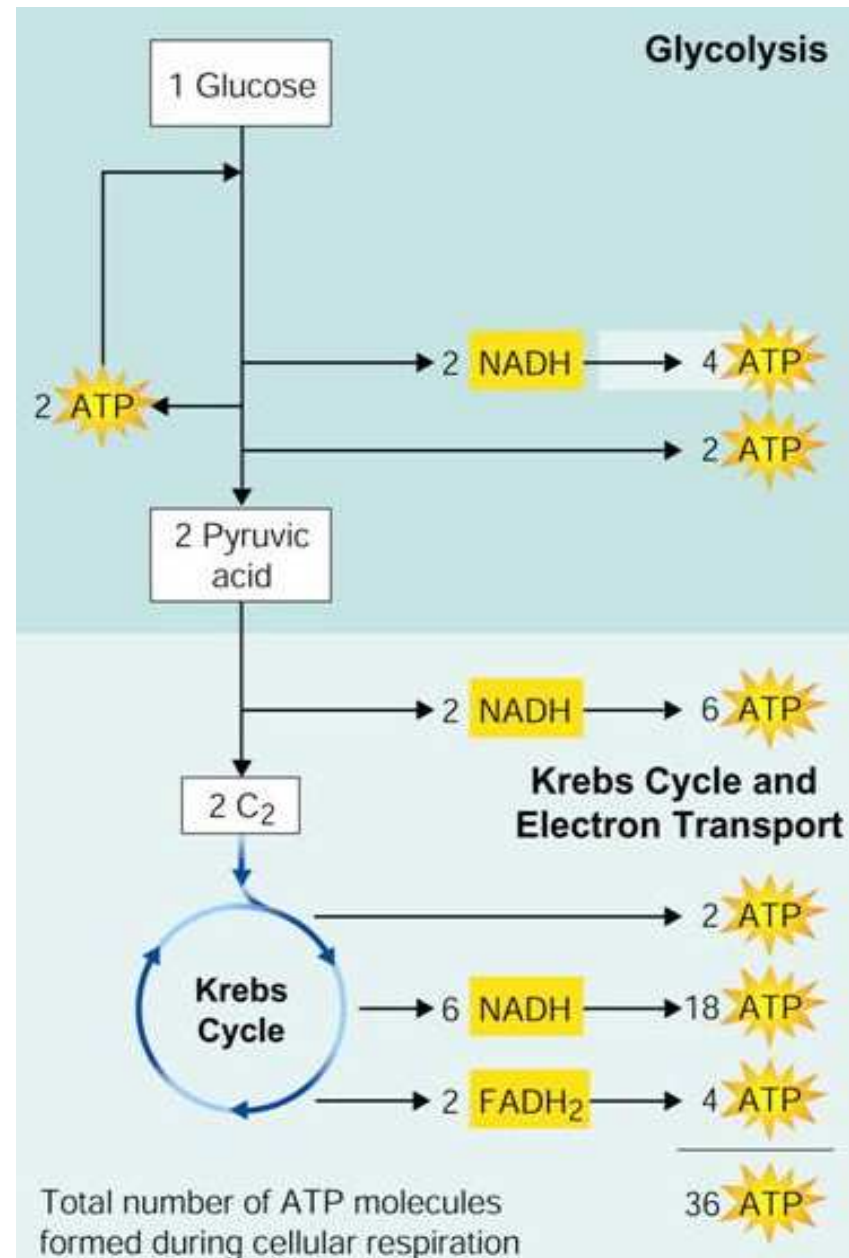 Glycolysis
1 Glucose
2 NADH
4 ATP
2 ATP
2 ATP
2 Pyruvic
acid
2 NADH
6 ATP
2 C₂
Krebs Cycle and
Electron Transport
2 ATP
Krebs
Cycle
6 NADH
18 ATP
2 FADH₂
4 ATP
Total number of ATP molecules
formed during cellular respiration
36 ATP